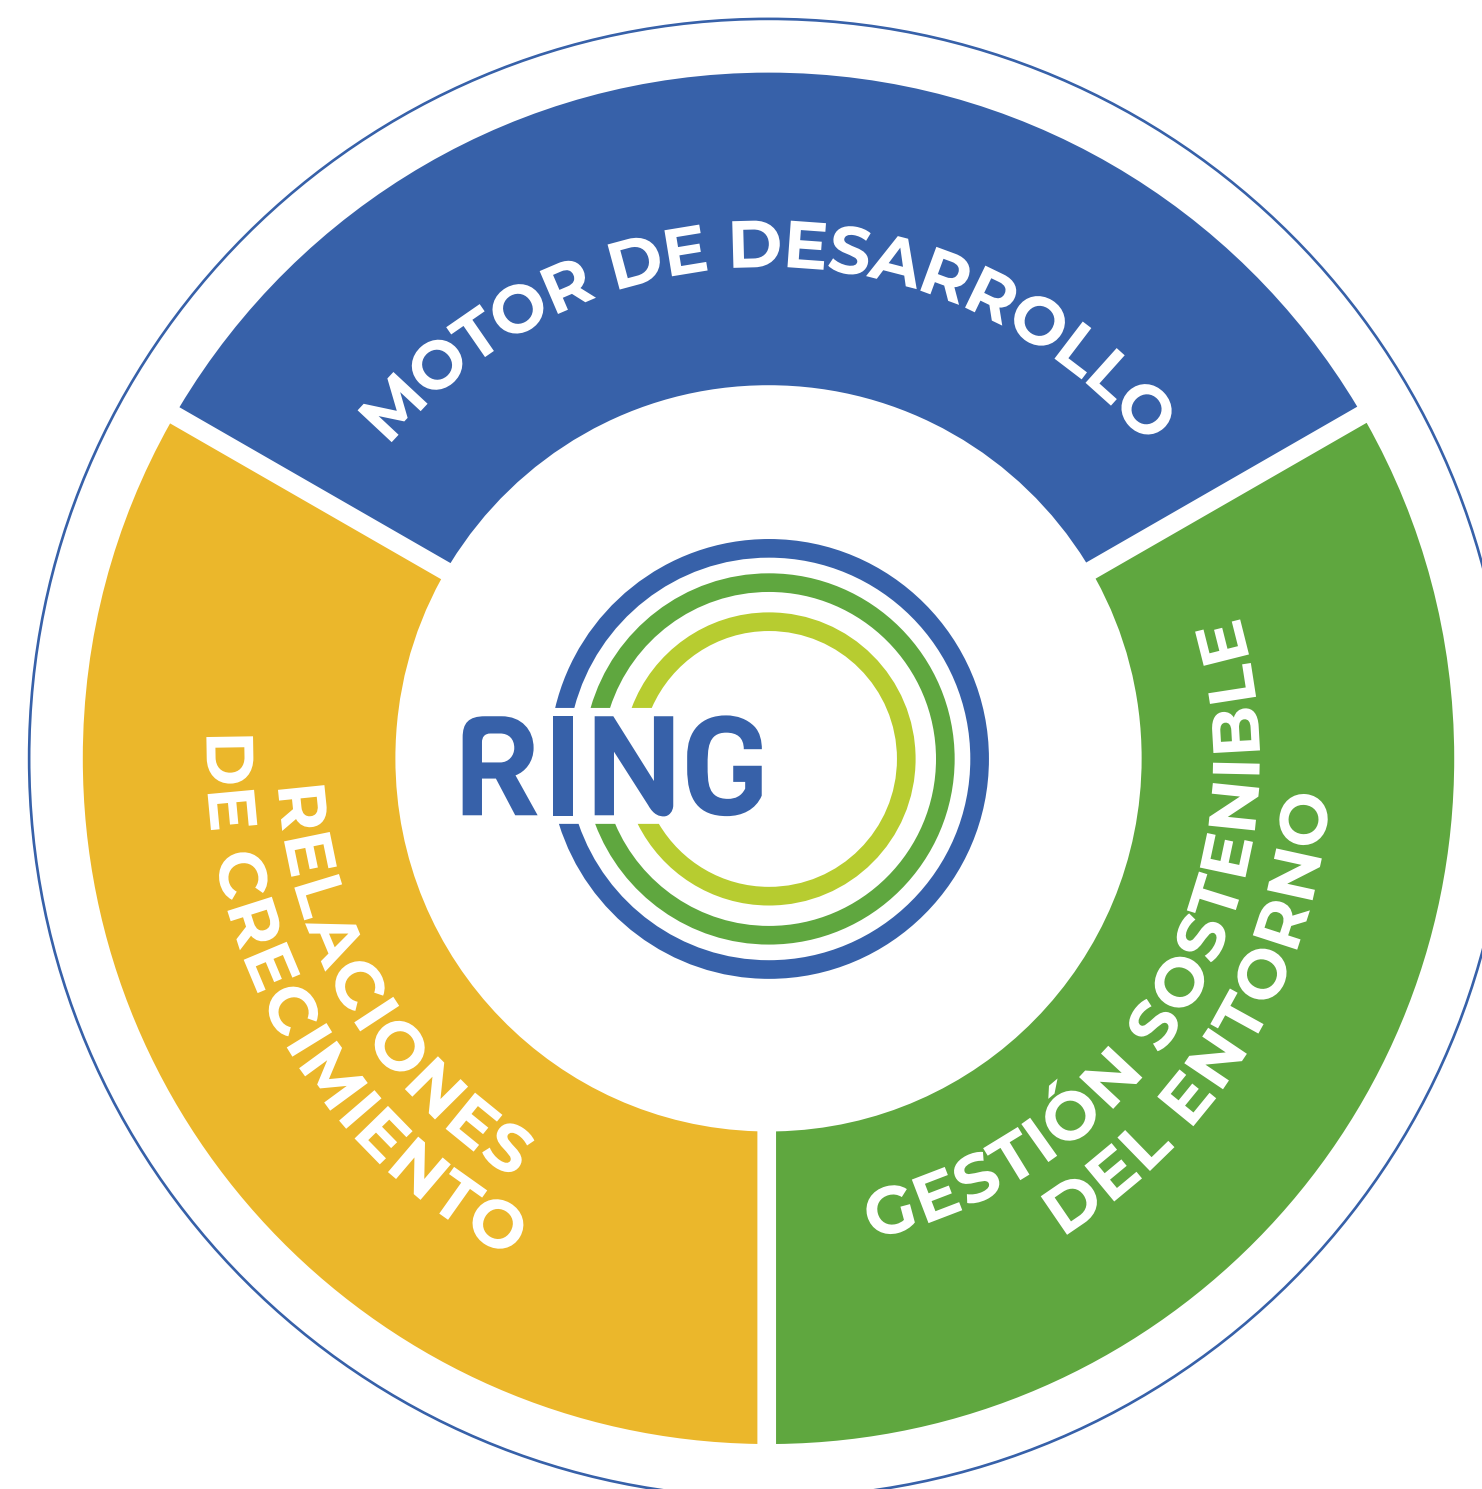 MOTOR DE DESARROLLO
RING
GESTIÓN SOSTENIBLE
DEL ENTORNO
RELACIONES
DE CRECIMIENTO